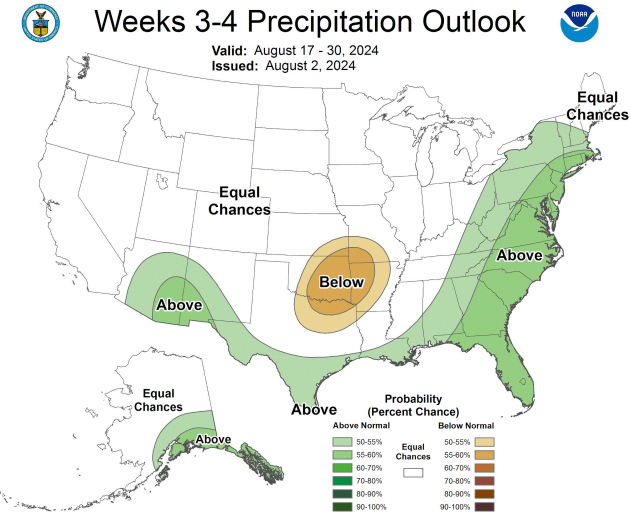 Weeks 3-4 Precipitation Outlook
NOAA
Valid: August 17 - 30, 2024
Issued: August 2, 2024
Equal
Chances
Equal
Chances
Below
Above
Above
Equal
Chances
Above
Above
Probability
(Percent Chance)
Above Normal
Below Normal
Equal
Chances
50-55%
55-60%
60-70%
70-80%
80-90%
90-100%
50-55%
55-60%
60-70%
70-80%
80-90%
90-100%